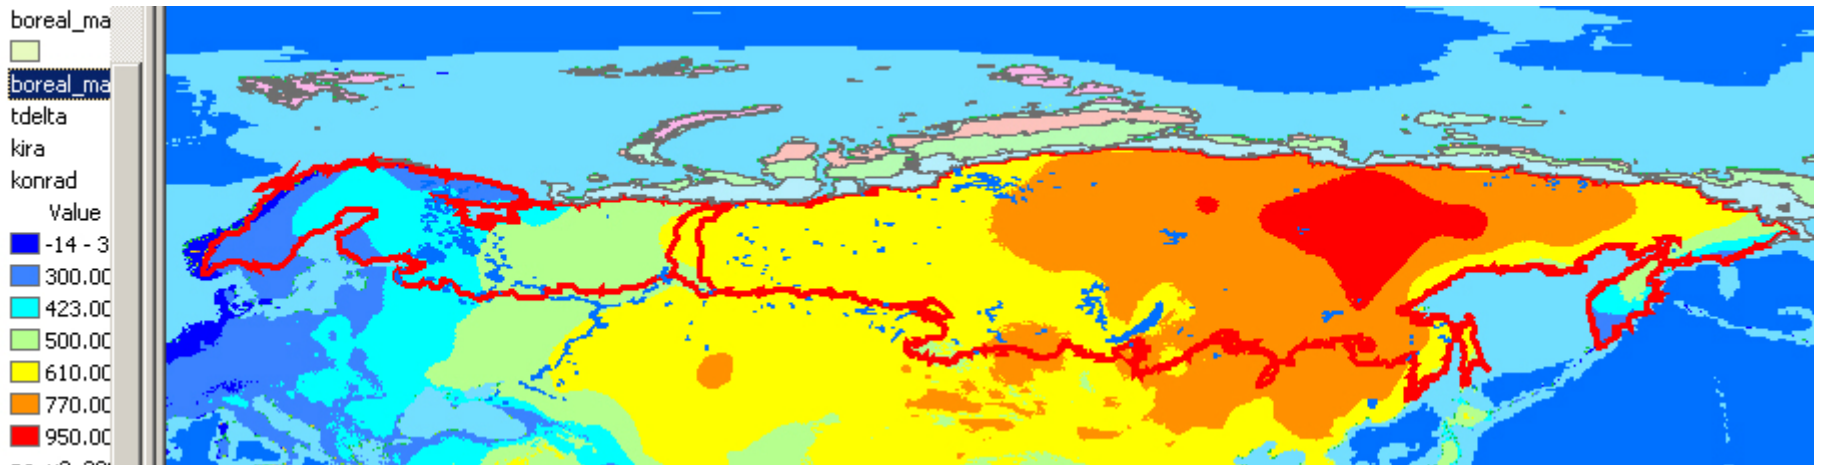 boreal_ma
boreal_ma
tdelta
kira
konrad
Value
-14 - 3
300.00
423.00
500.00
610.00
770.00
950.00